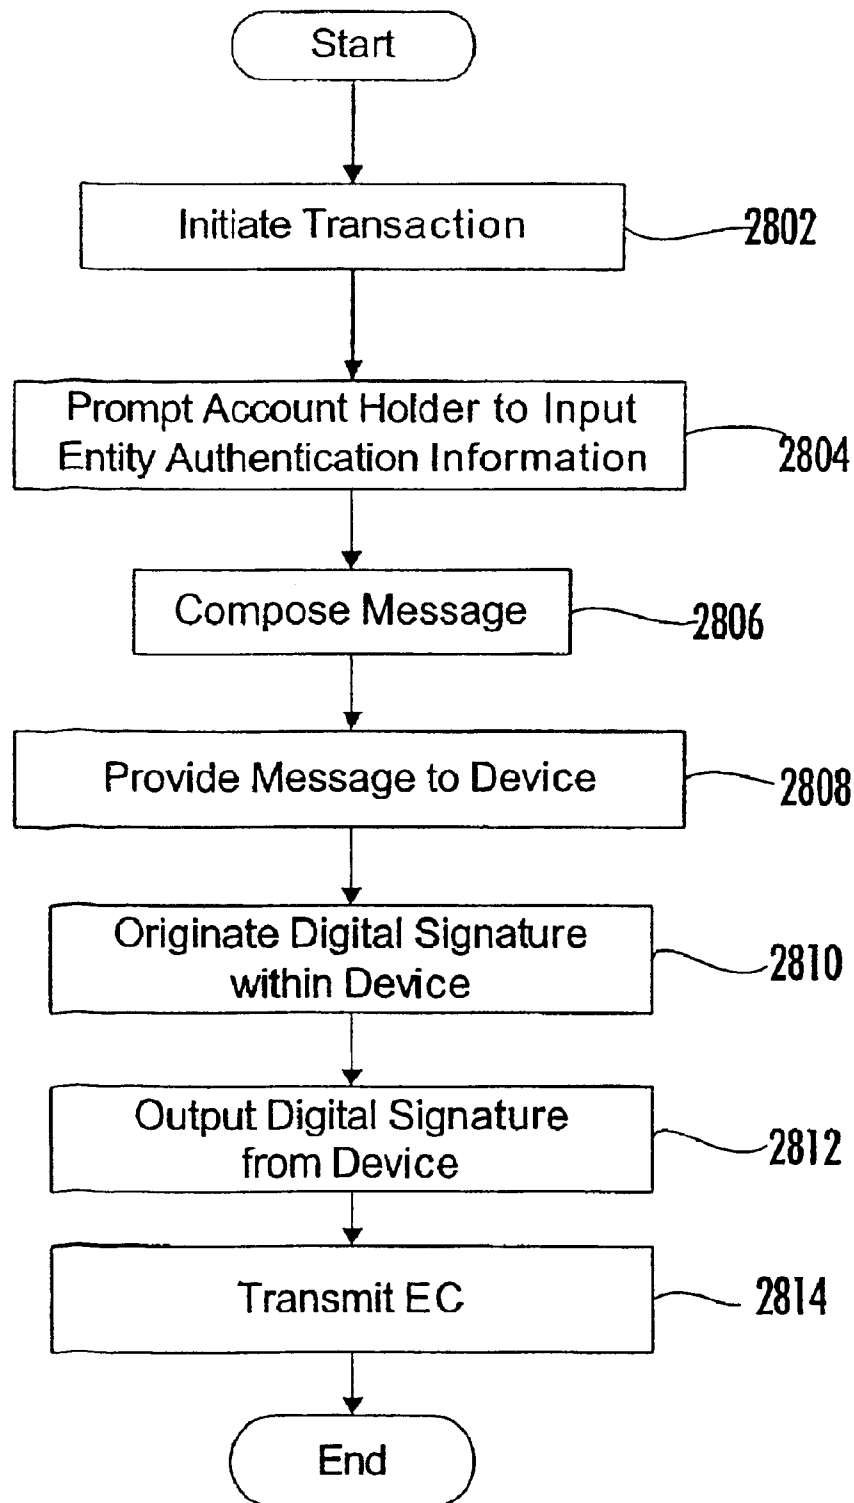 Start
Initiate Transaction
2802
Prompt Account Holder to Input
Entity Authentication Information
2804
Compose Message
2806
Provide Message to Device
2808
Originate Digital Signature
within Device
2810
Output Digital Signature
from Device
2812
Transmit EC
2814
End